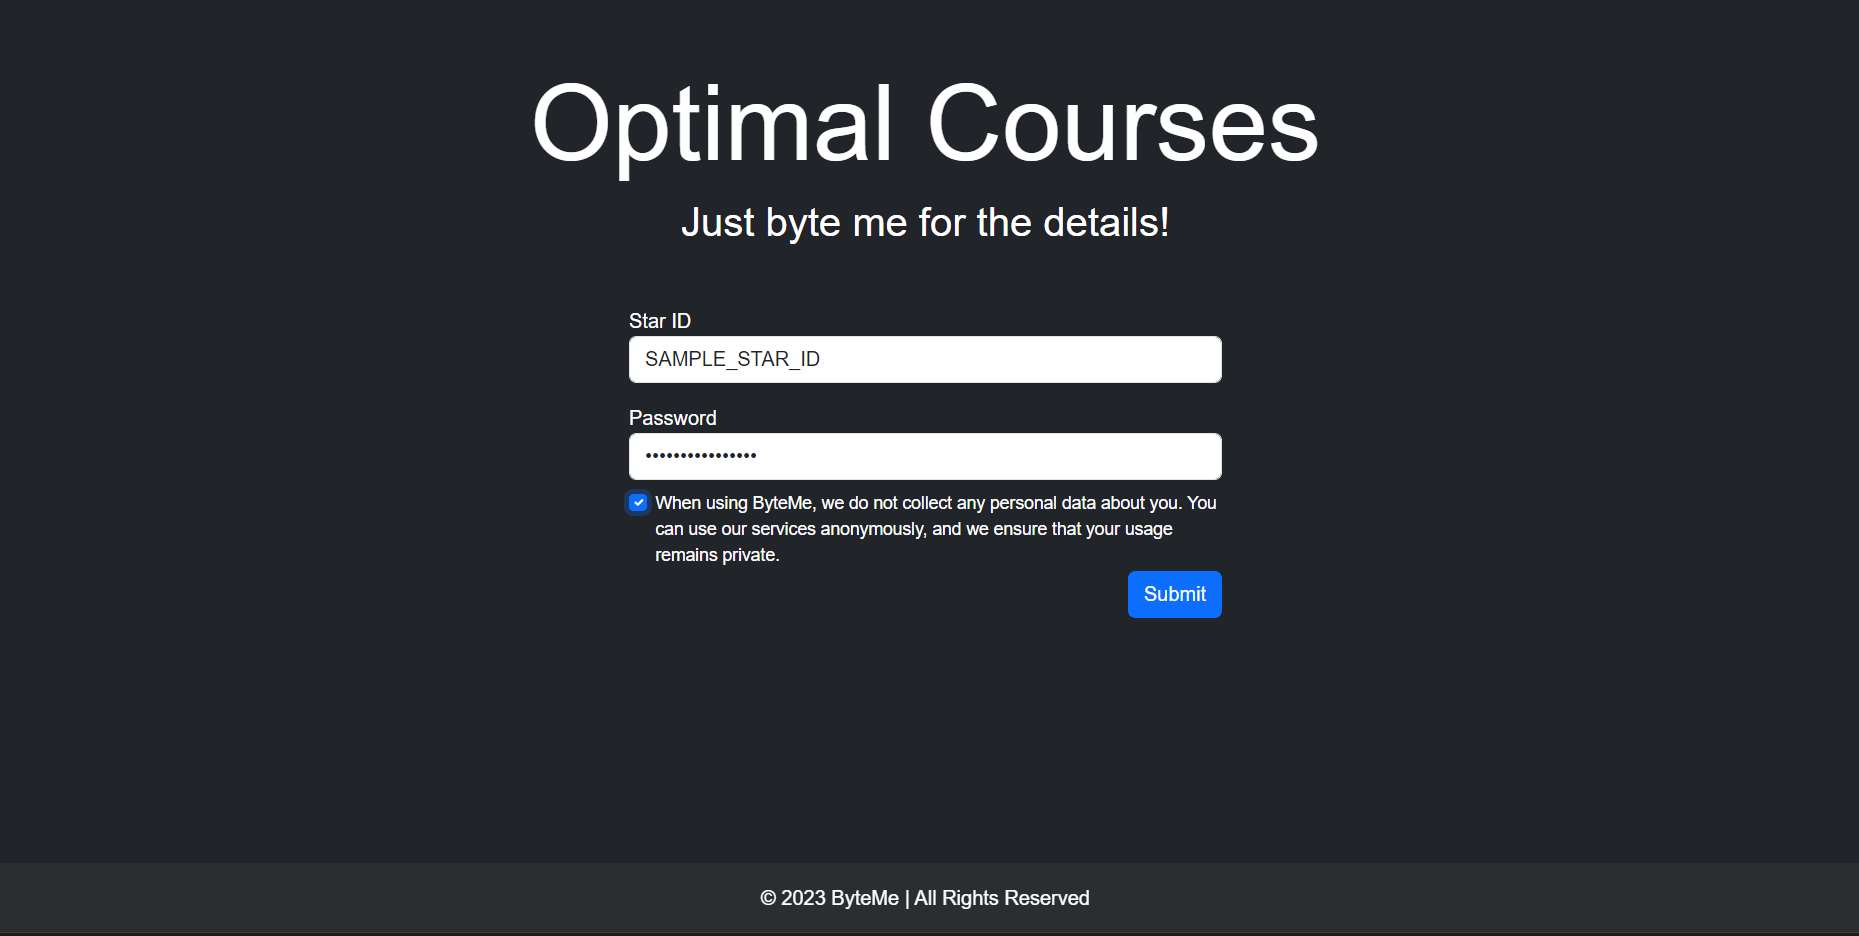 Optimal Courses
Just byte me for the details!
Star ID
SAMPLE_STAR_ID
Password
••••••••••••••••
When using ByteMe, we do not collect any personal data about you. You
can use our services anonymously, and we ensure that your usage
remains private.
Submit
© 2023 ByteMe | All Rights Reserved